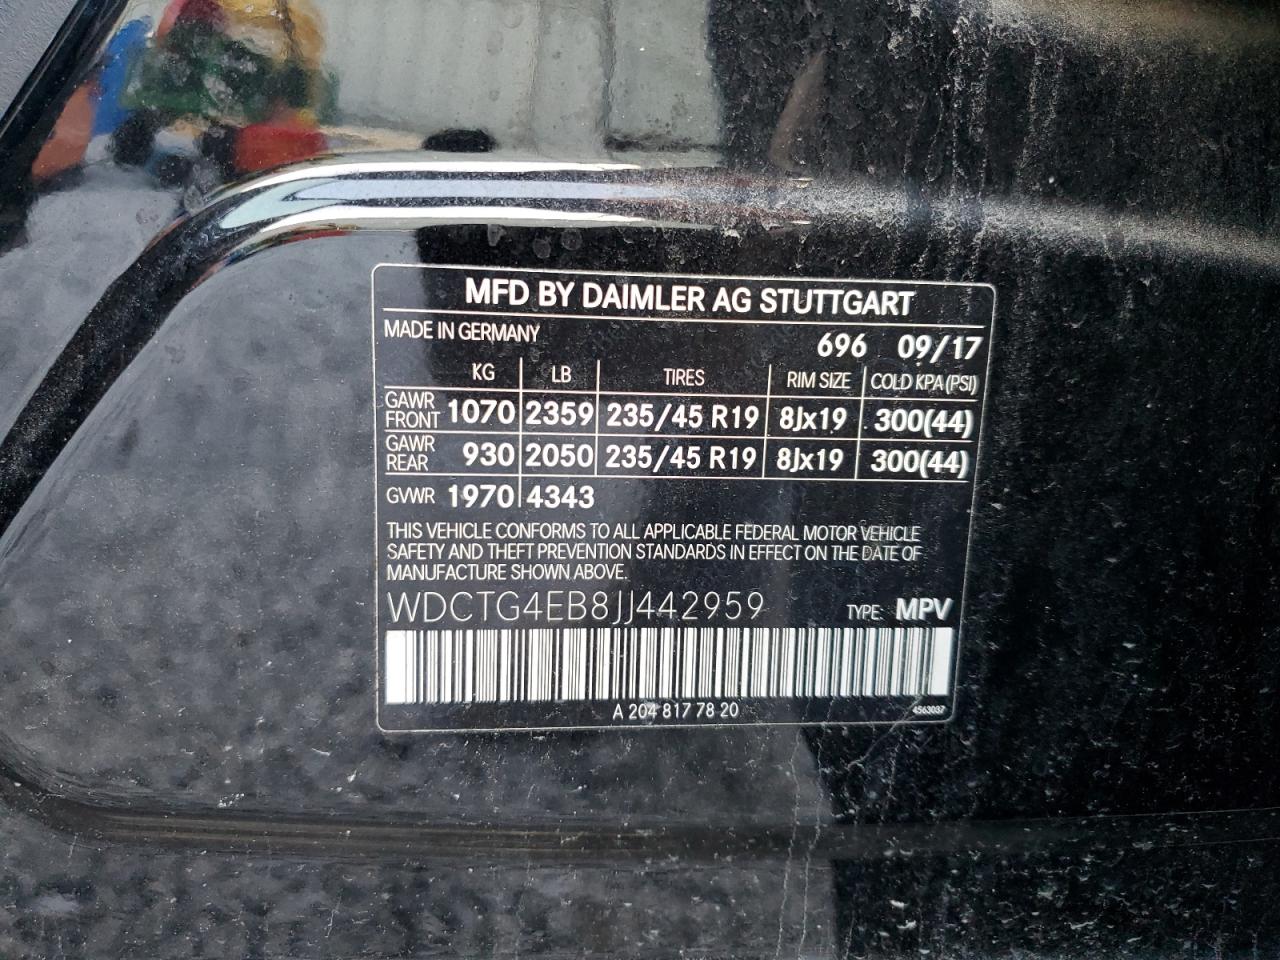 MFD BY DAIMLER AG STUTTGART
MADE IN GERMANY
696 09/17
KG LB TIRES RIM SIZE COLD KPA (PSI)
GAWR FRONT 1070 2359 235/45 R19 8Jx19 300(44)
GAWR REAR 930 2050 235/45 R19 8Jx19 300(44)
GVWR 1970 4343
THIS VEHICLE CONFORMS TO ALL APPLICABLE FEDERAL MOTOR VEHICLE
SAFETY AND THEFT PREVENTION STANDARDS IN EFFECT ON THE DATE OF
MANUFACTURE SHOWN ABOVE.
WDCTG4EB8JJ442959 TYPE: MPV
A 204 817 78 20 4563037